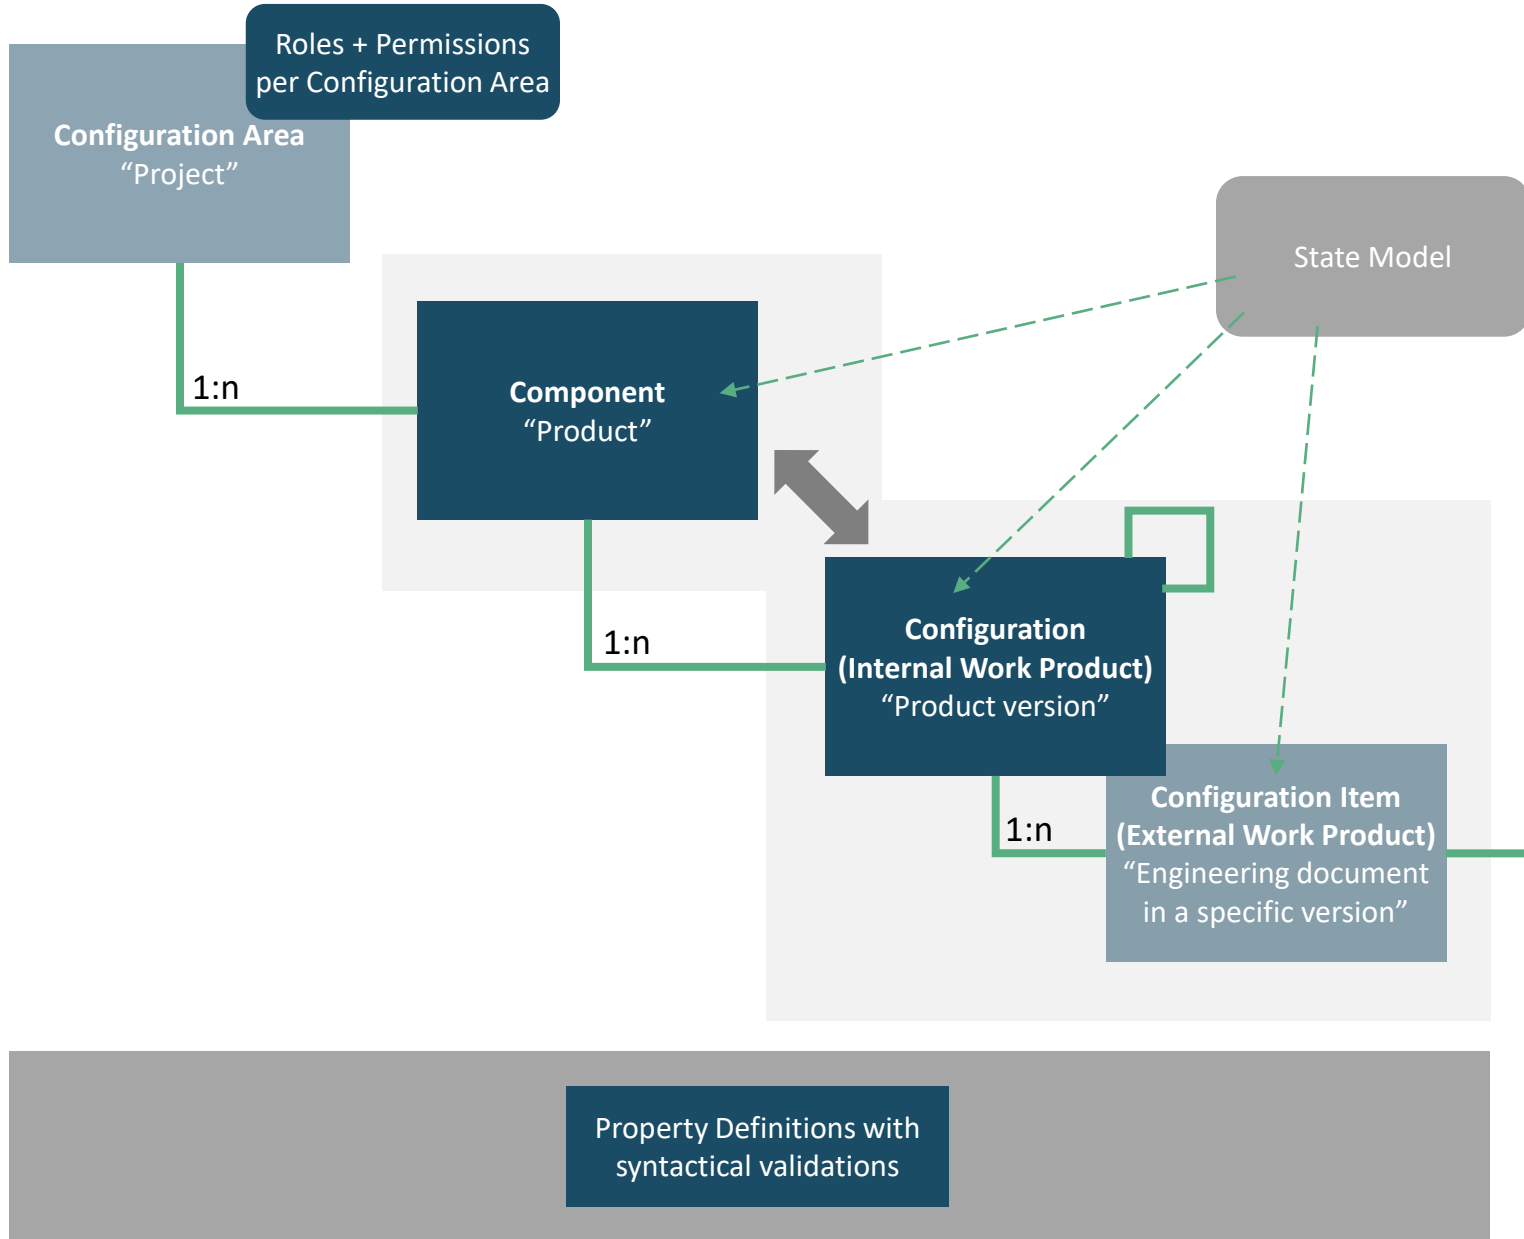 Roles + Permissions
per Configuration Area
Configuration Area
“Project”
State Model
1:n
Component
“Product”
1:n
Configuration
(Internal Work Product)
“Product version”
1:n
Configuration Item
(External Work Product)
“Engineering document
in a specific version”
Property Definitions with
syntactical validations